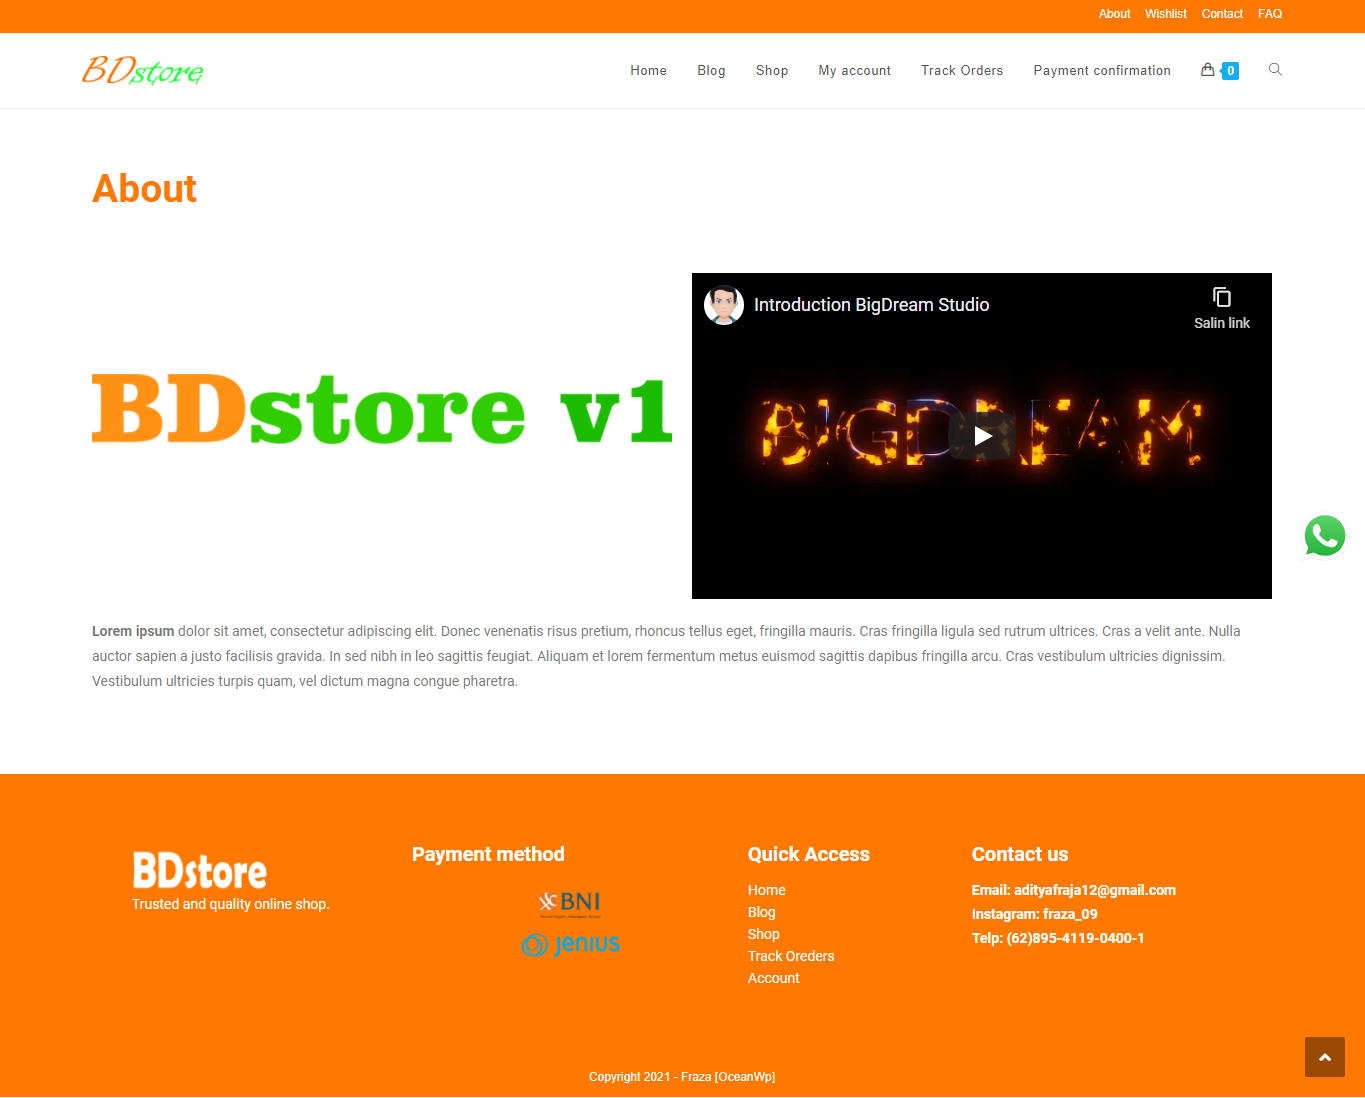 About Wishlist Contact FAQ
BDstore
Home Blog Shop My account Track Orders Payment confirmation 0
About
BDstore v1
Introduction BigDream Studio
Salin link
BIGDREAM
Lorem ipsum dolor sit amet, consectetur adipiscing elit. Donec venenatis risus pretium, rhoncus tellus eget, fringilla mauris. Cras fringilla ligula sed rutrum ultrices. Cras a velit ante. Nulla
auctor sapien a justo facilisis gravida. In sed nibh in leo sagittis feugiat. Aliquam et lorem fermentum metus euismod sagittis dapibus fringilla arcu. Cras vestibulum ultricies dignissim.
Vestibulum ultricies turpis quam, vel dictum magna congue pharetra.
BDstore
Trusted and quality online shop.
Payment method
BNI
jenius
Quick Access
Home
Blog
Shop
Track Oreders
Account
Contact us
Email: adityafraja12@gmail.com
Instagram: fraza_09
Telp: (62)895-4119-0400-1
Copyright 2021 - Fraza [OceanWp]